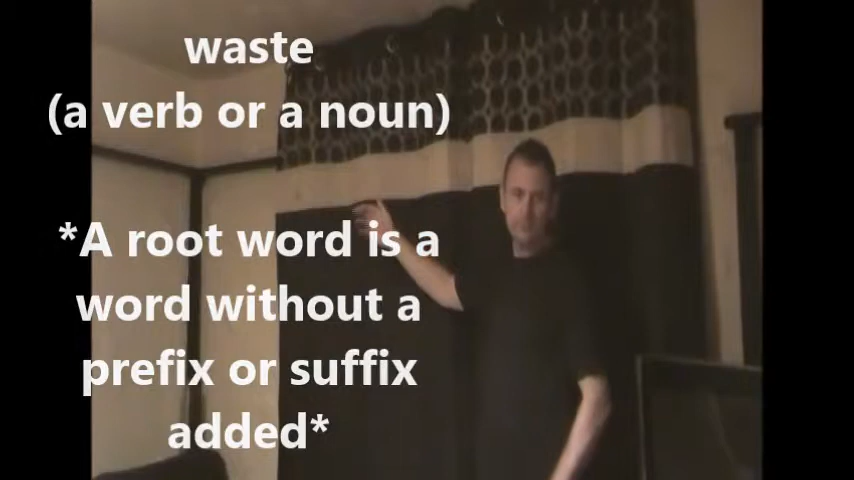 waste
(a verb or a noun)
*A root word is a
word without a
prefix or suffix
added*